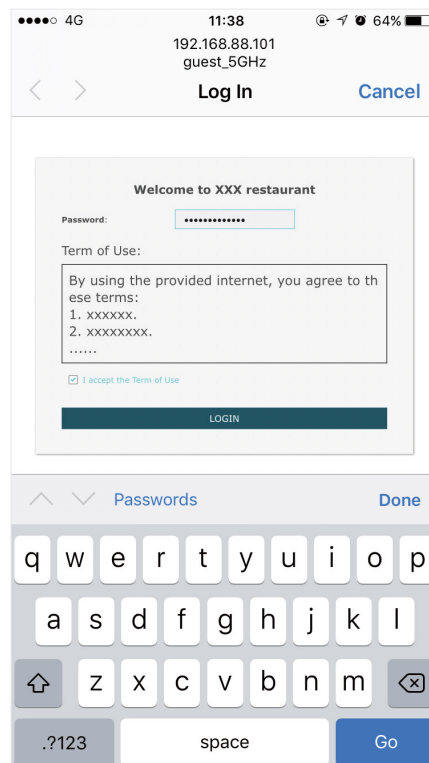 4G 11:38 64%
192.168.88.101
guest_5GHz
Log In Cancel
Welcome to XXX restaurant
Password: •••••••••••••
Term of Use:
By using the provided internet, you agree to th
ese terms:
1. xxxxxx.
2. xxxxxxxx.
......
I accept the Term of Use
LOGIN
Passwords Done
q w e r t y u i o p
a s d f g h j k l
z x c v b n m
.?123 space Go